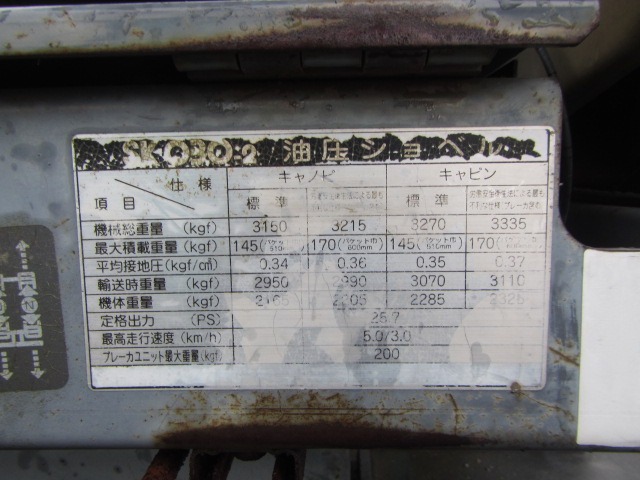 SK030-2 油圧ショベル
仕様 キャノピ キャビン
項目 標準 標準
機械総重量 (kgf) 3150 3215 3270 3335
最大積載重量 (kgf) 145 170 145 170
平均接地圧(kgf/cm²) 0.34 0.36 0.35 0.37
輸送時重量 (kgf) 2950 2990 3070 3110
機体重量 (kgf) 2165 2205 2285 2325
定格出力 (PS) 25.7
最高走行速度(km/h) 5.0/3.0
ブレーカユニット最大重量(kgf) 200